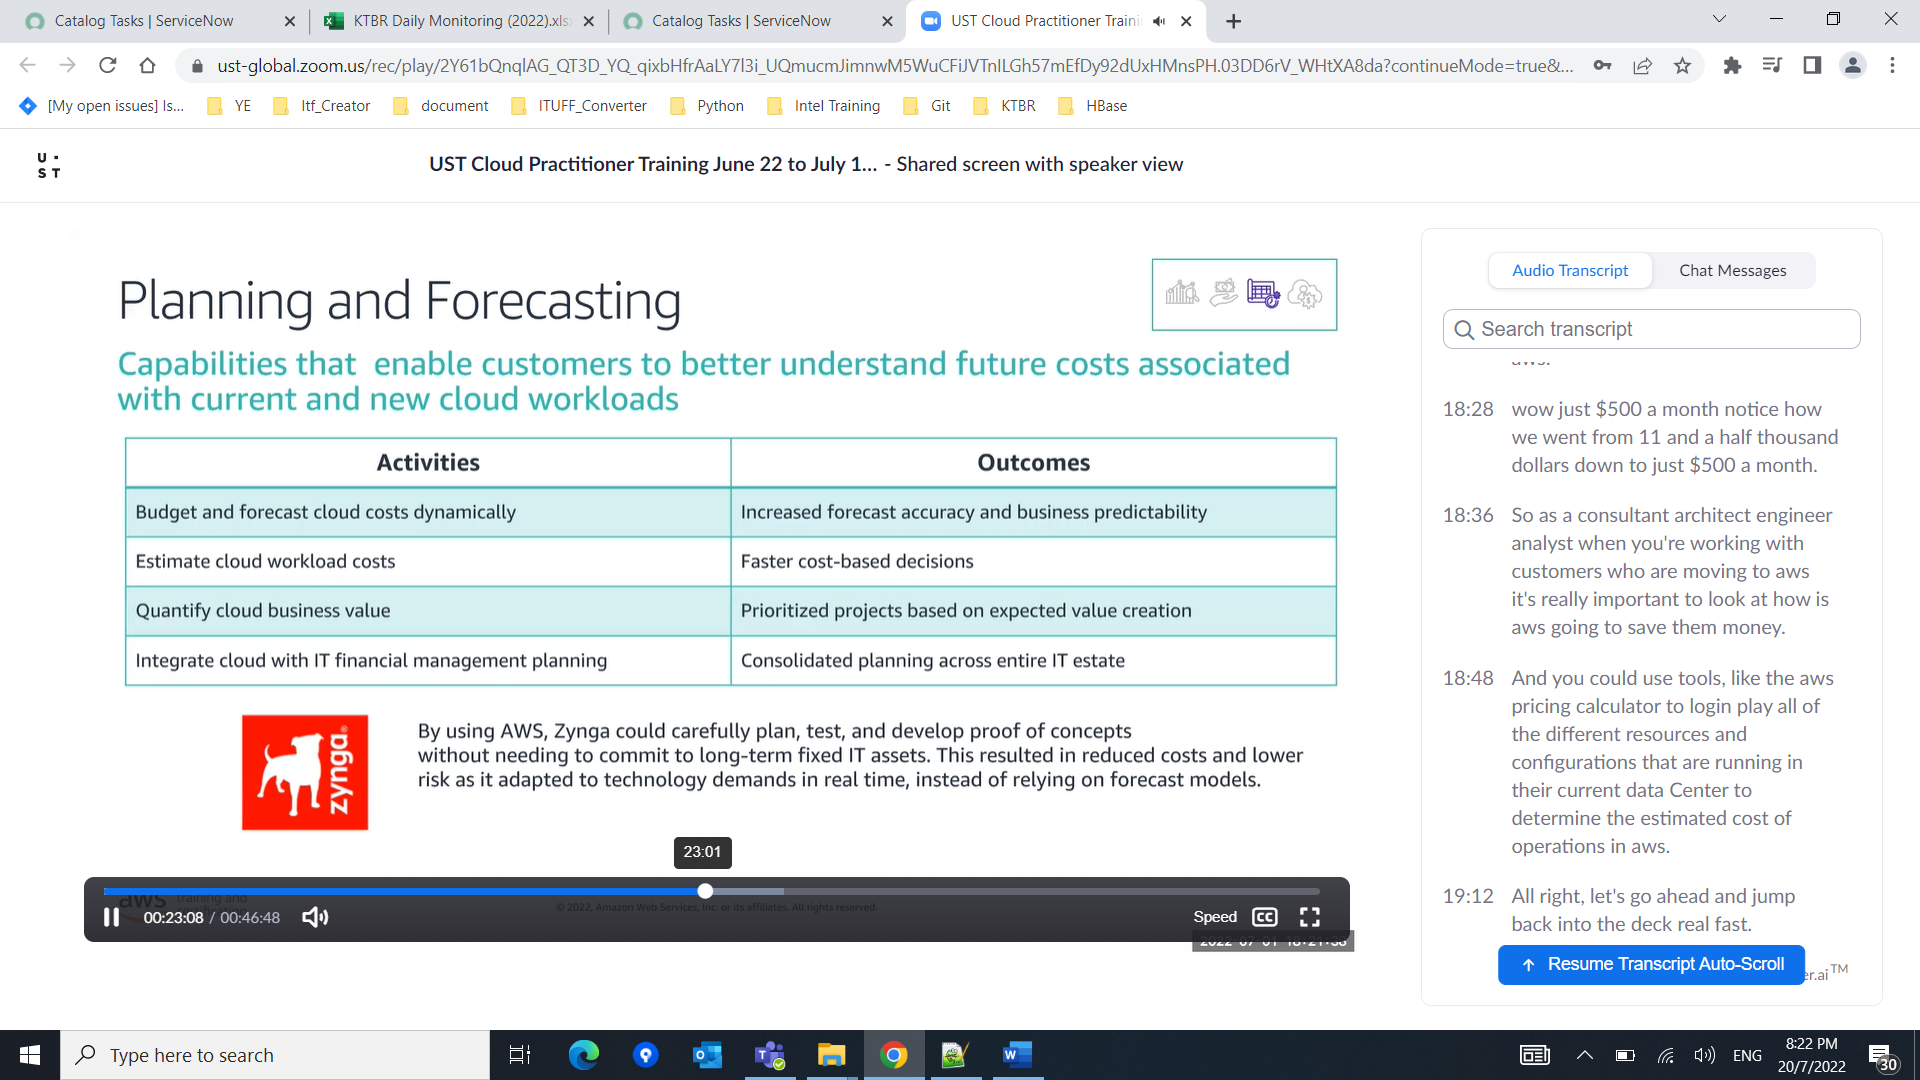 Catalog Tasks | ServiceNow
KTBR Daily Monitoring (2022).xls
Catalog Tasks | ServiceNow
UST Cloud Practitioner Traini
ust-global.zoom.us/rec/play/2Y61bQnqlAG_QT3D_YQ_qixbHfrAaLY7l3i_UQmucmJimnwM5WuCFiJVTnILGh57mEfDy92dUxHMnsPH.03DD6rV_WHtXA8da?continueMode=true&...
[My open issues] Is...
YE
Itf_Creator
document
ITUFF_Converter
Python
Intel Training
Git
KTBR
HBase
U.
ST
UST Cloud Practitioner Training June 22 to July 1... - Shared screen with speaker view
Planning and Forecasting
Capabilities that enable customers to better understand future costs associated
with current and new cloud workloads
Activities Outcomes
Budget and forecast cloud costs dynamically Increased forecast accuracy and business predictability
Estimate cloud workload costs Faster cost-based decisions
Quantify cloud business value Prioritized projects based on expected value creation
Integrate cloud with IT financial management planning Consolidated planning across entire IT estate
zynga®
By using AWS, Zynga could carefully plan, test, and develop proof of concepts
without needing to commit to long-term fixed IT assets. This resulted in reduced costs and lower
risk as it adapted to technology demands in real time, instead of relying on forecast models.
23:01
aws training and
© 2022, Amazon Web Services, Inc. or its affiliates. All rights reserved.
00:23:08 / 00:46:48
Speed
CC
2022-07-01 18:21:38
Audio Transcript
Chat Messages
Search transcript
aws.
18:28 wow just $500 a month notice how
we went from 11 and a half thousand
dollars down to just $500 a month.
18:36 So as a consultant architect engineer
analyst when you're working with
customers who are moving to aws
it's really important to look at how is
aws going to save them money.
18:48 And you could use tools, like the aws
pricing calculator to login play all of
the different resources and
configurations that are running in
their current data Center to
determine the estimated cost of
operations in aws.
19:12 All right, let's go ahead and jump
back into the deck real fast.
Resume Transcript Auto-Scroll
er.ai™
Type here to search
ENG
8:22 PM
20/7/2022
30